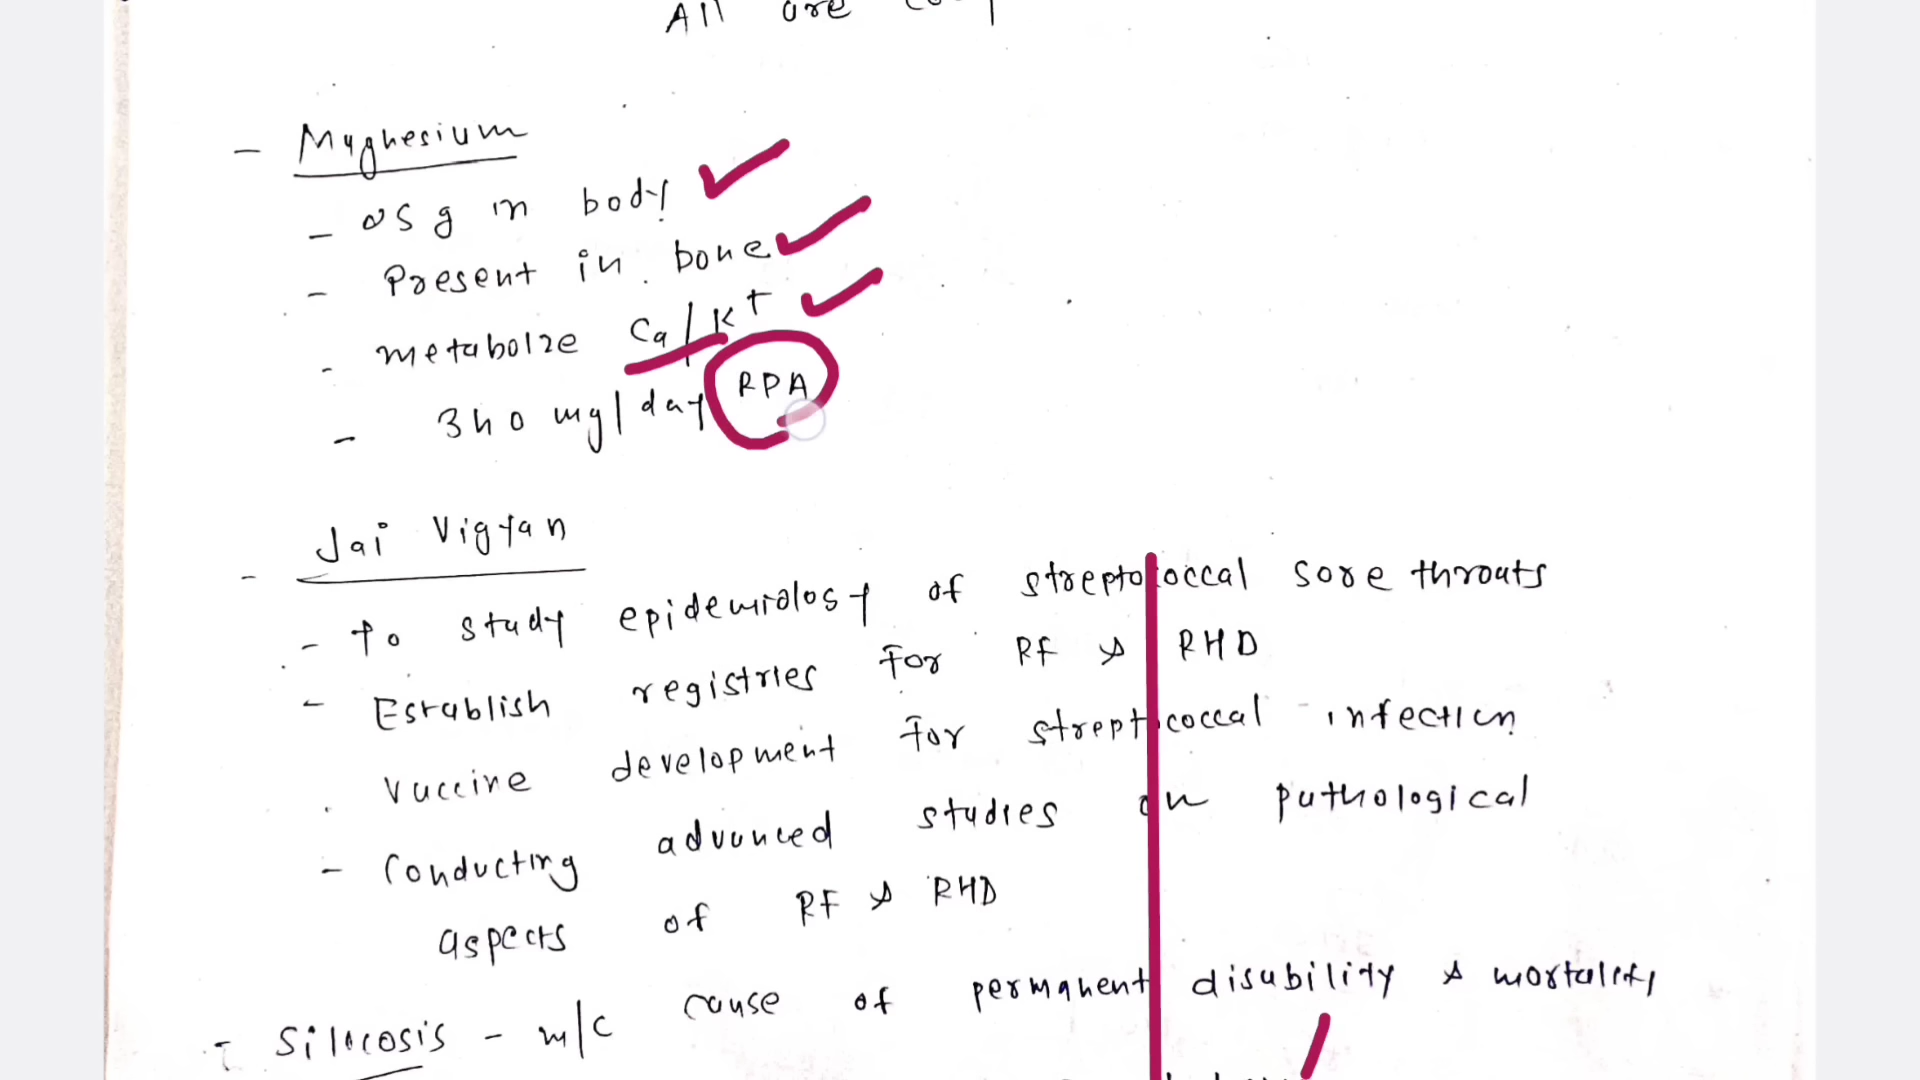 All are
- Mygnesium
- 25 g in body
- Present in bone
- metabolze Ca/K+
- 340 mg/day RPA
- Jai Vigyan
- To study epidemiology of streptococcal sore throats
- Establish registries for RF & RHD
. Vaccine development for streptococcal infection
- Conducting advanced studies on pathological
aspects of RF & RHD
- Silicosis - m/c cause of permanent disability & mortality